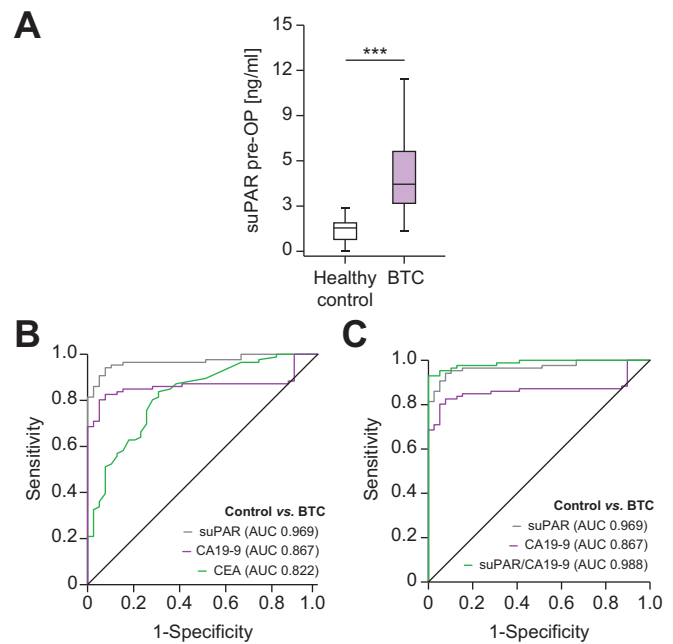 A
suPAR pre-OP [ng/ml]
15
12
5
3
0
***
Healthy
control
BTC
B
Sensitivity
1.0
0.8
0.6
0.4
0.2
0
Control vs. BTC
suPAR (AUC 0.969)
CA19-9 (AUC 0.867)
CEA (AUC 0.822)
0 0.2 0.4 0.6 0.8 1.0
1-Specificity
C
Sensitivity
1.0
0.8
0.6
0.4
0.2
0
Control vs. BTC
suPAR (AUC 0.969)
CA19-9 (AUC 0.867)
suPAR/CA19-9 (AUC 0.988)
0 0.2 0.4 0.6 0.8 1.0
1-Specificity